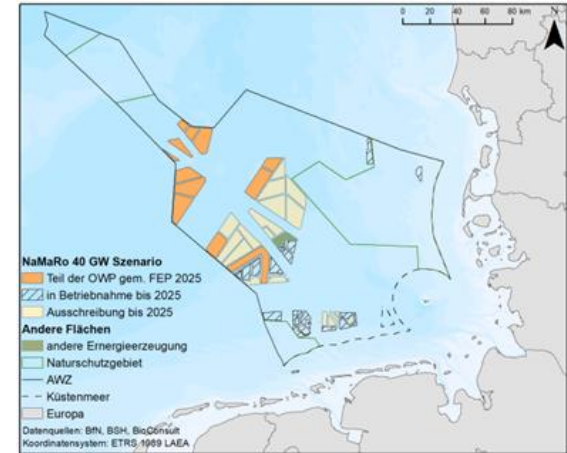 0 20 40 60 80 km
N
NaMaRo 40 GW Szenario
Teil der OWP gem. FEP 2025
in Betriebnahme bis 2025
Ausschreibung bis 2025
Andere Flächen
andere Ernergieerzeugung
Naturschutzgebiet
AWZ
Küstenmeer
Europa
Datenquellen: BfN, BSH, BioConsult
Koordinatensystem: ETRS 1989 LAEA